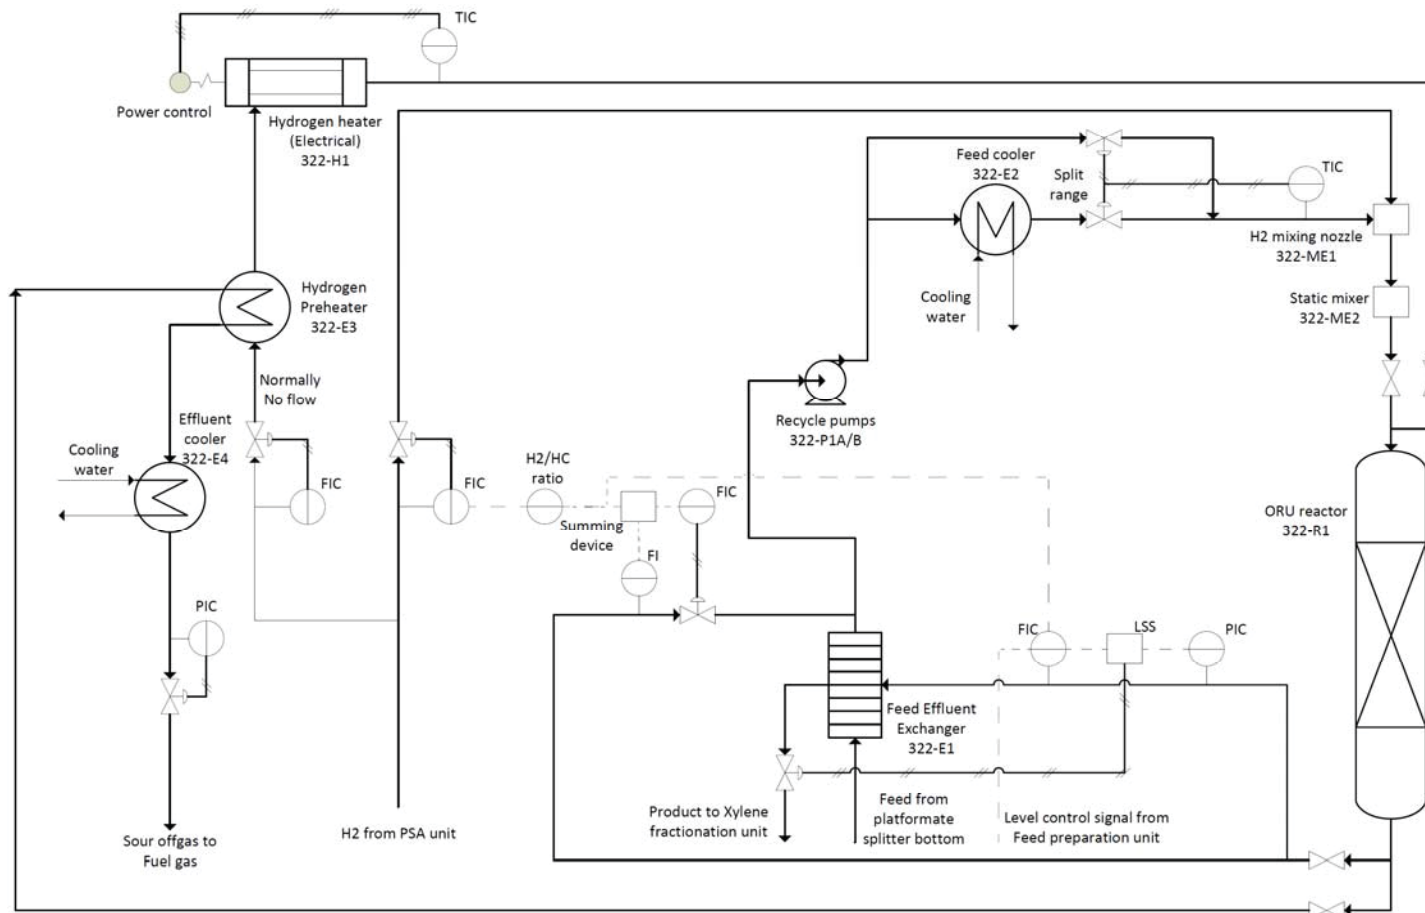 TIC
Power control
Hydrogen heater
(Electrical)
322-H1
Feed cooler
322-E2
Split
range
TIC
H2 mixing nozzle
322-ME1
Cooling
water
Static mixer
322-ME2
Hydrogen
Preheater
322-E3
Normally
No flow
Effluent
cooler
322-E4
Cooling
water
Recycle pumps
322-P1A/B
FIC
FIC
H2/HC
ratio
Summing
device
FIC
FI
ORU reactor
322-R1
PIC
FIC
LSS
PIC
Feed Effluent
Exchanger
322-E1
Sour offgas to
Fuel gas
H2 from PSA unit
Product to Xylene
fractionation unit
Feed from
platformate
splitter bottom
Level control signal from
Feed preparation unit